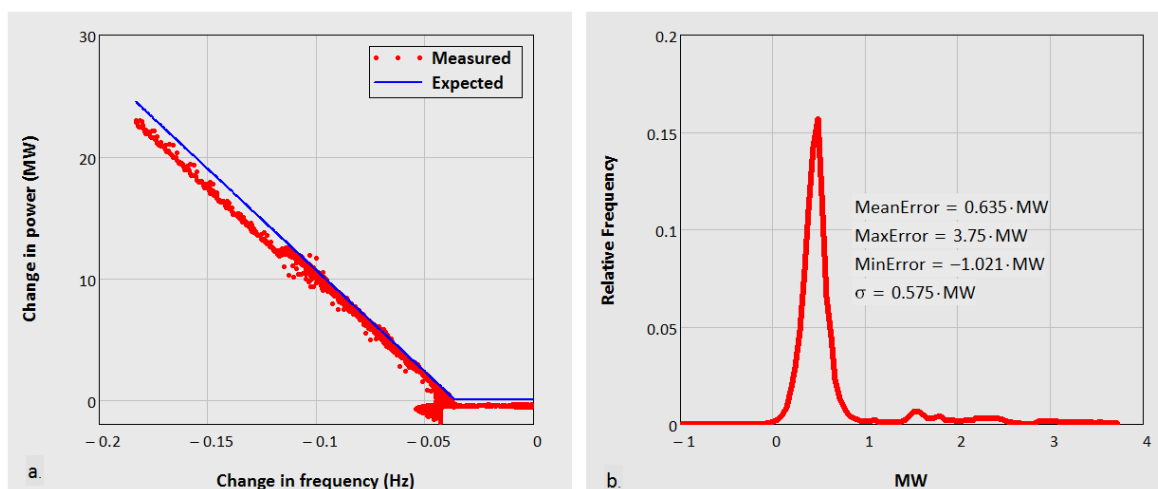 30
20
10
0
−0.2
−0.15
−0.1
−0.05
0
Change in power (MW)
Change in frequency (Hz)
Measured
Expected
a.
0.2
0.15
0.1
0.05
0
−1
0
1
2
3
4
Relative Frequency
MW
MeanError = 0.635·MW
MaxError = 3.75·MW
MinError = −1.021·MW
σ = 0.575·MW
b.